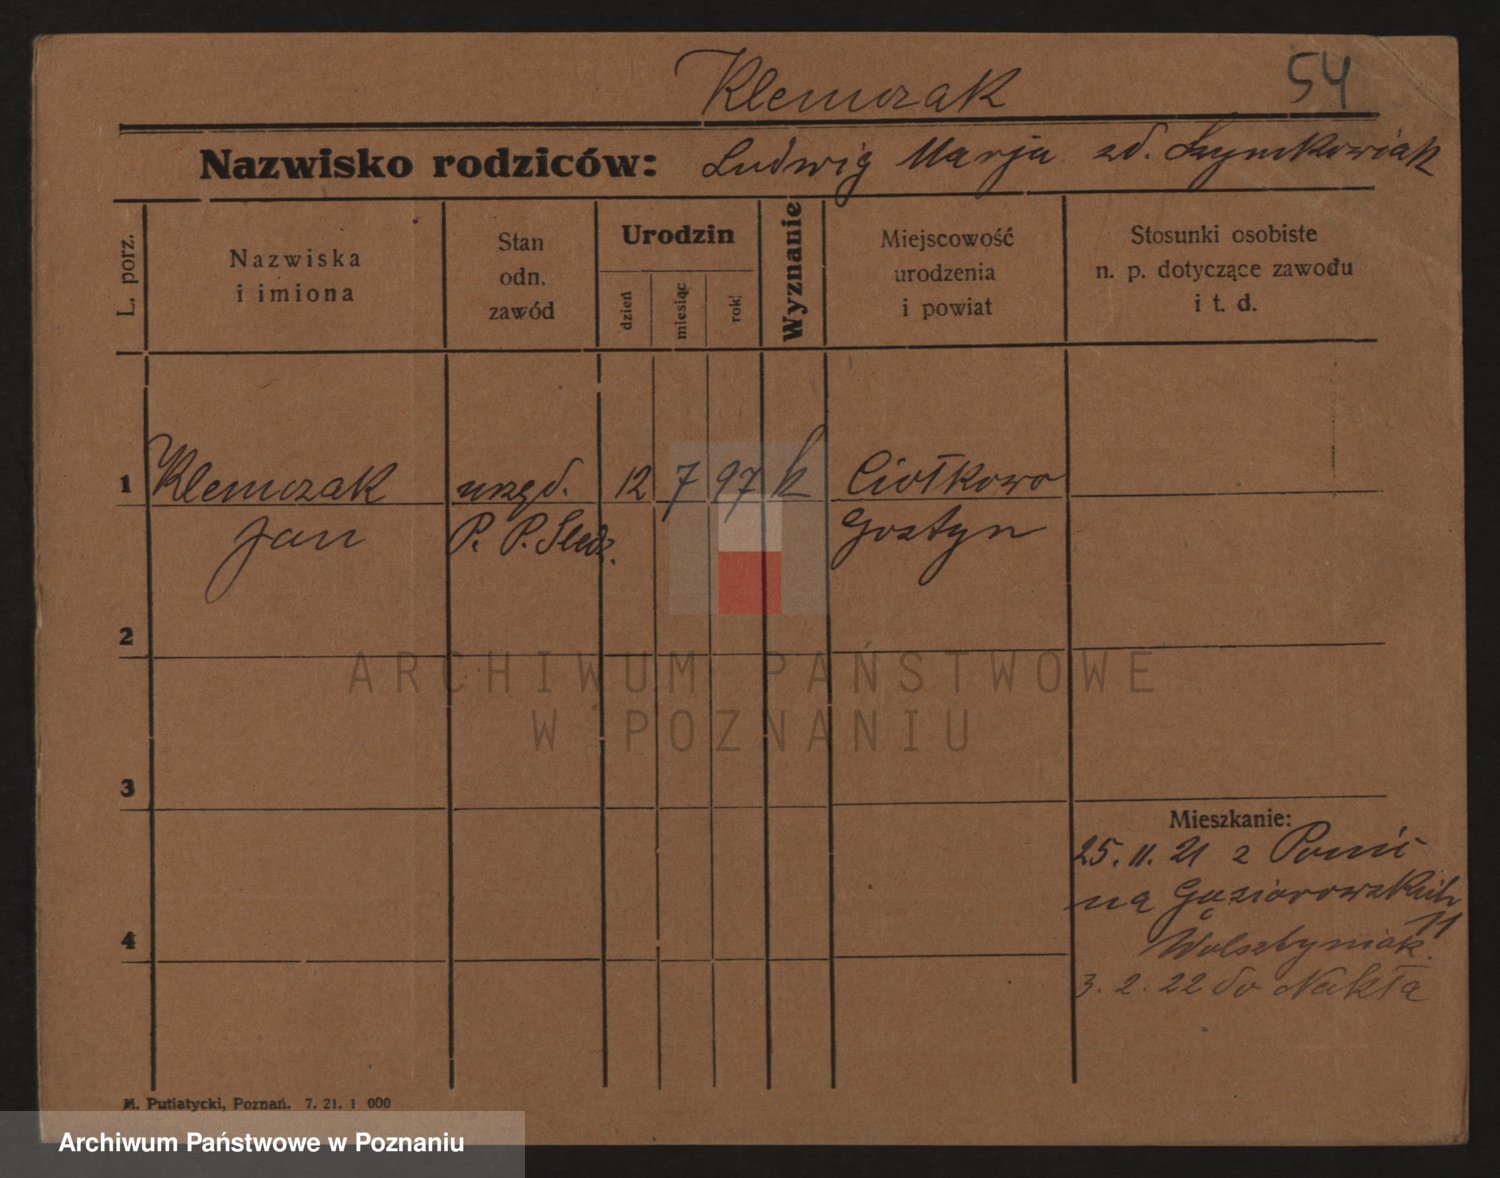 Klemczak 54
Nazwisko rodziców: Ludwig Marja zd. Szymkowiak
L. porz.
Nazwiska
i imiona
Stan
odn.
zawód
Urodzin
dzień
miesiąc
rok
Wyznanie
Miejscowość
urodzenia
i powiat
Stosunki osobiste
n. p. dotyczące zawodu
i t. d.
1 Klemczak urzęd. 12 7 97 k Ciołkowo
Jan P. P. Śledz. Gostyn
2
ARCHIWUM PAŃSTWOWE
W POZNANIU
3
Mieszkanie:
25. 11. 21 z
na Gąsiorowskich
11
4
Wolsztyniak.
3. 2. 22 do Nakła
M. Putiatycki, Poznań. 7. 21. 1 000
Archiwum Państwowe w Poznaniu